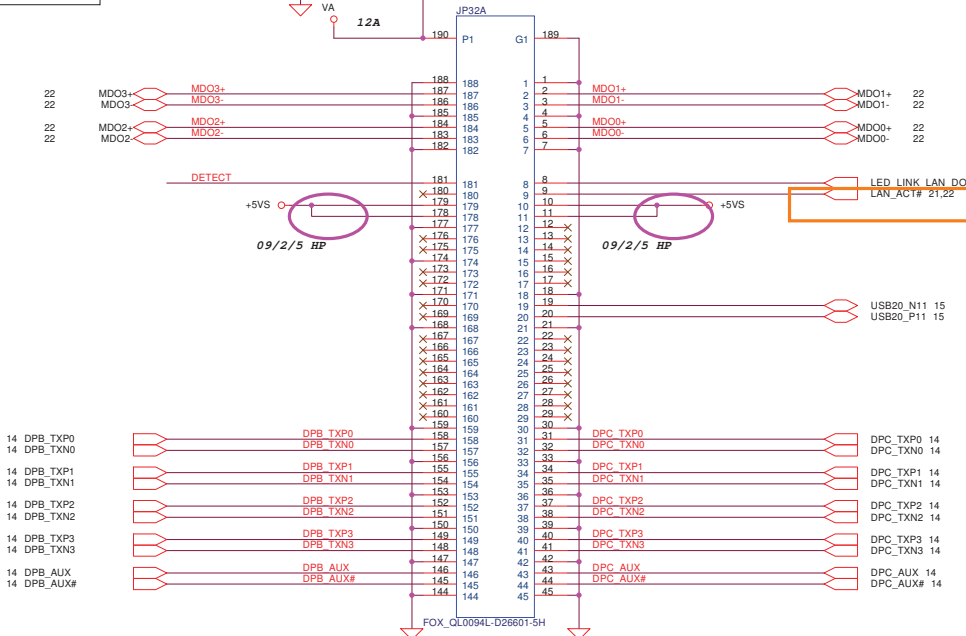 VA
12A
JP32A
190 P1 G1 189
188 188 1 1
22 MDO3+ MDO3+ 187 187 2 2 MDO1+ MDO1+ 22
22 MDO3- MDO3- 186 186 3 3 MDO1- MDO1- 22
185 185 4 4
22 MDO2+ MDO2+ 184 184 5 5 MDO0+ MDO0+ 22
22 MDO2- MDO2- 183 183 6 6 MDO0- MDO0- 22
182 182 7 7
DETECT 181 181 8 8 LED_LINK_LAN_DO
180 180 9 9 LAN_ACT# 21,22
+5VS 179 179 10 10 +5VS
178 178 11 11
177 177 12 12
09/2/5 HP 176 176 13 13 09/2/5 HP
175 175 14 14
174 174 15 15
173 173 16 16
172 172 17 17
171 171 18 18
170 170 19 19 USB20_N11 15
169 169 20 20 USB20_P11 15
168 168 21 21
167 167 22 22
166 166 23 23
165 165 24 24
164 164 25 25
163 163 26 26
162 162 27 27
161 161 28 28
160 160 29 29
159 159 30 30
14 DPB_TXP0 DPB_TXP0 158 158 31 31 DPC_TXP0 DPC_TXP0 14
14 DPB_TXN0 DPB_TXN0 157 157 32 32 DPC_TXN0 DPC_TXN0 14
156 156 33 33
14 DPB_TXP1 DPB_TXP1 155 155 34 34 DPC_TXP1 DPC_TXP1 14
14 DPB_TXN1 DPB_TXN1 154 154 35 35 DPC_TXN1 DPC_TXN1 14
153 153 36 36
14 DPB_TXP2 DPB_TXP2 152 152 37 37 DPC_TXP2 DPC_TXP2 14
14 DPB_TXN2 DPB_TXN2 151 151 38 38 DPC_TXN2 DPC_TXN2 14
150 150 39 39
14 DPB_TXP3 DPB_TXP3 149 149 40 40 DPC_TXP3 DPC_TXP3 14
14 DPB_TXN3 DPB_TXN3 148 148 41 41 DPC_TXN3 DPC_TXN3 14
147 147 42 42
14 DPB_AUX DPB_AUX 146 146 43 43 DPC_AUX DPC_AUX 14
14 DPB_AUX# DPB_AUX# 145 145 44 44 DPC_AUX# DPC_AUX# 14
144 144 45 45
FOX_QL0094L-D26601-5H